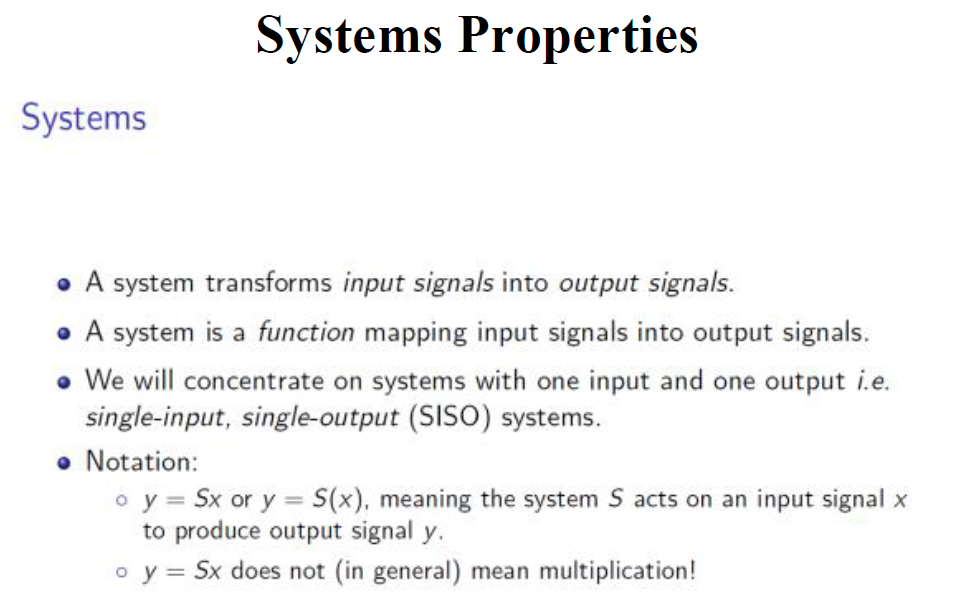 Systems Properties
Systems
• A system transforms input signals into output signals.
• A system is a function mapping input signals into output signals.
• We will concentrate on systems with one input and one output i.e.
single-input, single-output (SISO) systems.
• Notation:
○ y = Sx or y = S(x), meaning the system S acts on an input signal x
to produce output signal y.
○ y = Sx does not (in general) mean multiplication!